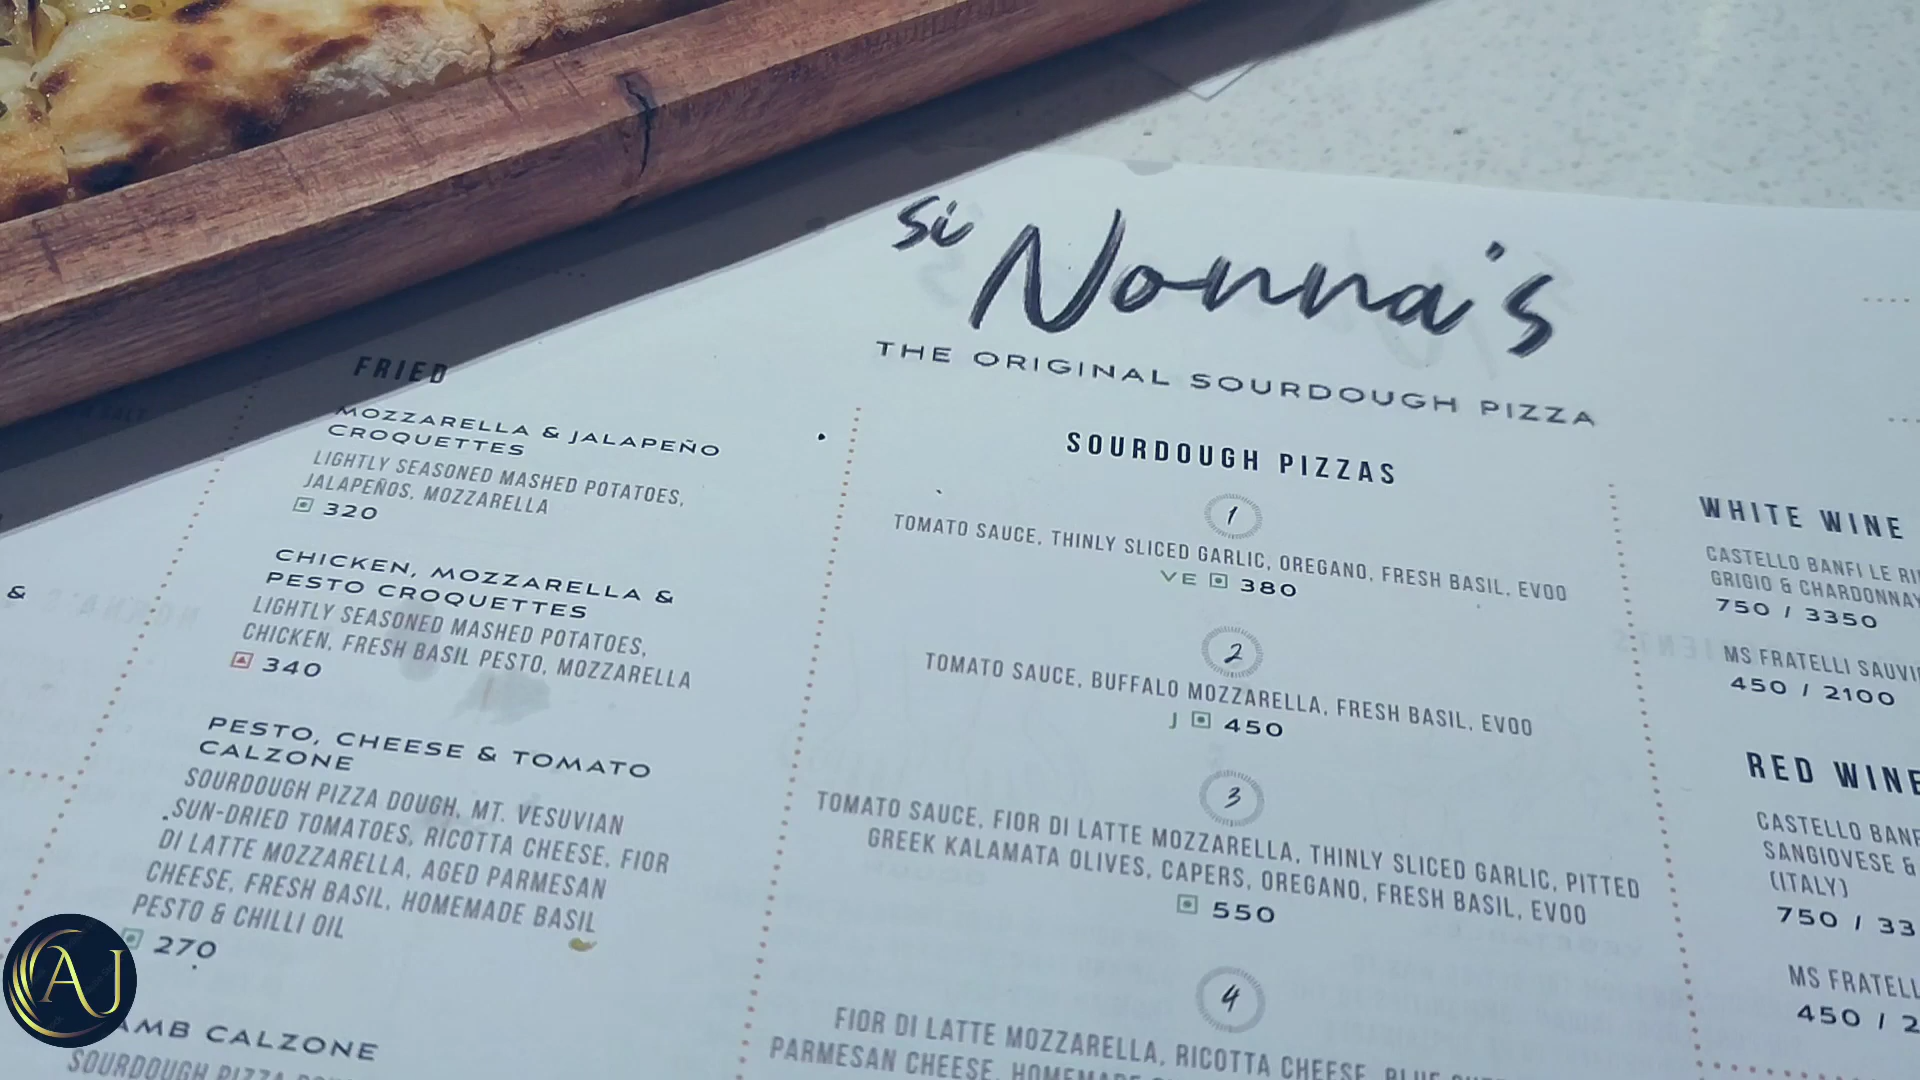 si Nonna's
THE ORIGINAL SOURDOUGH PIZZA
FRIED
MOZZARELLA & JALAPEÑO
CROQUETTES
LIGHTLY SEASONED MASHED POTATOES,
JALAPEÑOS, MOZZARELLA
320
CHICKEN, MOZZARELLA &
PESTO CROQUETTES
LIGHTLY SEASONED MASHED POTATOES,
CHICKEN, FRESH BASIL PESTO, MOZZARELLA
340
PESTO, CHEESE & TOMATO
CALZONE
SOURDOUGH PIZZA DOUGH, MT. VESUVIAN
SUN-DRIED TOMATOES, RICOTTA CHEESE, FIOR
DI LATTE MOZZARELLA, AGED PARMESAN
CHEESE, FRESH BASIL, HOMEMADE BASIL
PESTO & CHILLI OIL
270
AMB CALZONE
SOURDOUGH PIZZA
&
SOURDOUGH PIZZAS
1
TOMATO SAUCE, THINLY SLICED GARLIC, OREGANO, FRESH BASIL, EVOO
VE 380
2
TOMATO SAUCE, BUFFALO MOZZARELLA, FRESH BASIL, EVOO
J 450
3
TOMATO SAUCE, FIOR DI LATTE MOZZARELLA, THINLY SLICED GARLIC, PITTED
GREEK KALAMATA OLIVES, CAPERS, OREGANO, FRESH BASIL, EVOO
550
4
FIOR DI LATTE MOZZARELLA, RICOTTA CHEESE, BLUE
PARMESAN CHEESE, HOMEMADE
WHITE WINE
CASTELLO BANFI LE RI
GRIGIO & CHARDONNAY
750 / 3350
MS FRATELLI SAUVI
450 / 2100
RED WINE
CASTELLO BANF
SANGIOVESE &
(ITALY)
750 / 33
MS FRATELL
450 / 2
AJ